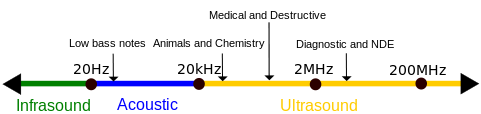 Medical and Destructive
Low bass notes Animals and Chemistry Diagnostic and NDE
20Hz 20kHz 2MHz 200MHz
Infrasound Acoustic Ultrasound